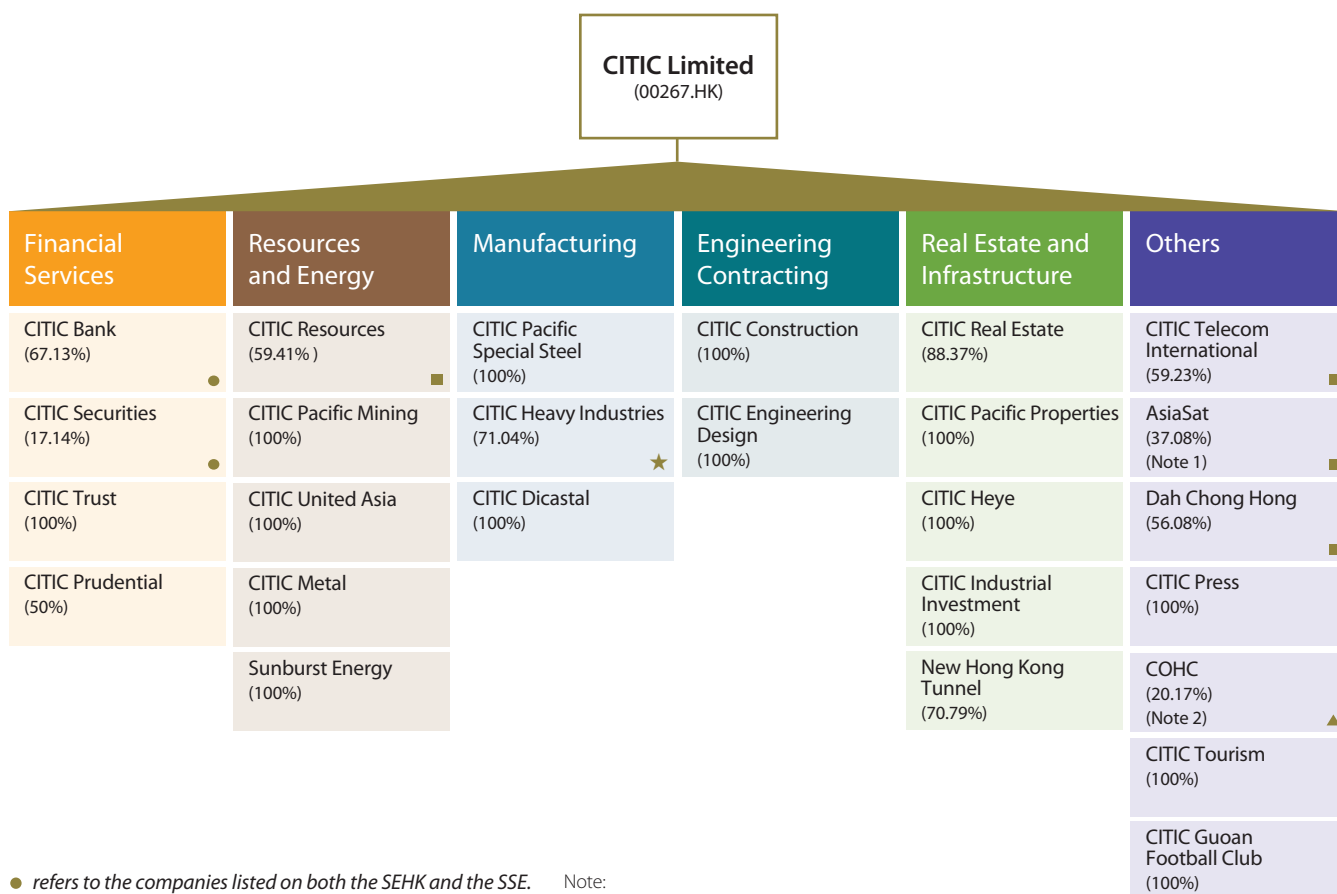 CITIC Limited
(00267.HK)
Financial
Services
CITIC Bank
(67.13%)
CITIC Securities
(17.14%)
CITIC Trust
(100%)
CITIC Prudential
(50%)
Resources
and Energy
CITIC Resources
(59.41% )
CITIC Pacific Mining
(100%)
CITIC United Asia
(100%)
CITIC Metal
(100%)
Sunburst Energy
(100%)
Manufacturing
CITIC Pacific
Special Steel
(100%)
CITIC Heavy Industries
(71.04%)
CITIC Dicastal
(100%)
Engineering
Contracting
CITIC Construction
(100%)
CITIC Engineering
Design
(100%)
Real Estate and
Infrastructure
CITIC Real Estate
(88.37%)
CITIC Pacific Properties
(100%)
CITIC Heye
(100%)
CITIC Industrial
Investment
(100%)
New Hong Kong
Tunnel
(70.79%)
Others
CITIC Telecom
International
(59.23%)
AsiaSat
(37.08%)
(Note 1)
Dah Chong Hong
(56.08%)
CITIC Press
(100%)
COHC
(20.17%)
(Note 2)
CITIC Tourism
(100%)
CITIC Guoan
Football Club
(100%)
● refers to the companies listed on both the SEHK and the SSE.
Note: